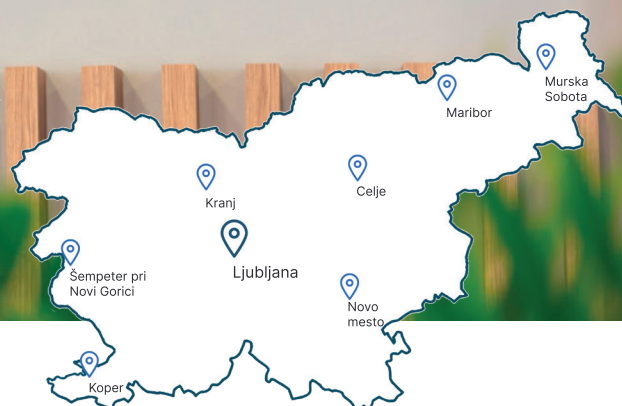 Murska
Sobota
Maribor
Celje
Kranj
Ljubljana
Šempeter pri
Novi Gorici
Novo
mesto
Koper